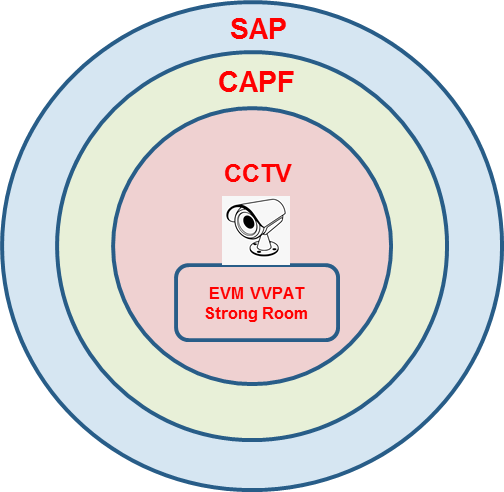 SAP
CAPF
CCTV
EVM VVPAT
Strong Room